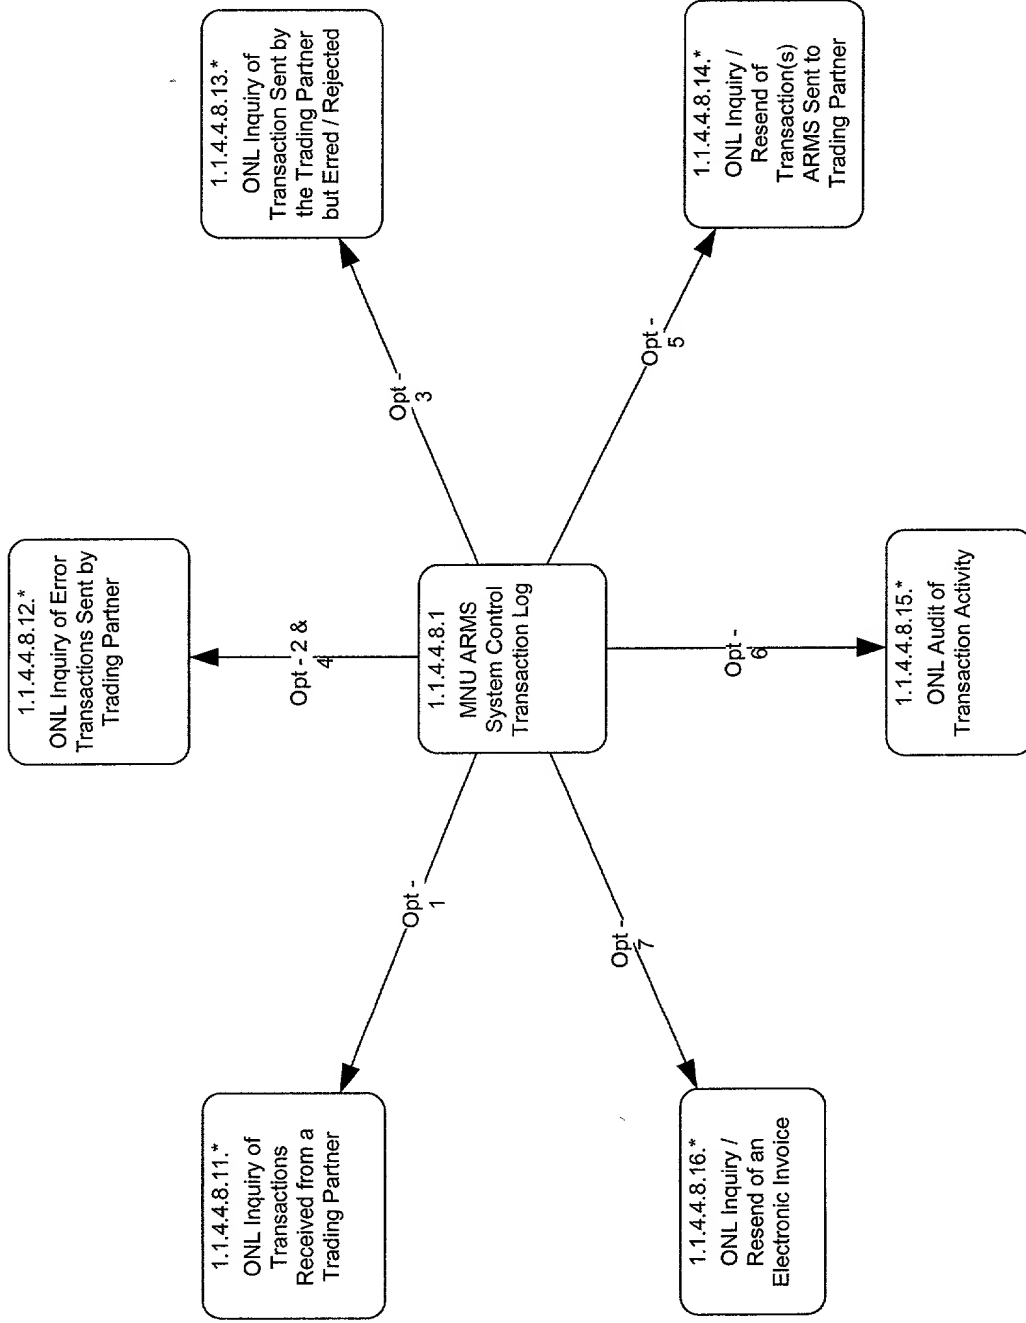 1.1.4.4.8.11.*
ONL Inquiry of
Transactions
Received from a
Trading Partner
Opt -
1
1.1.4.4.8.12.*
ONL Inquiry of Error
Transactions Sent by
Trading Partner
Opt - 2 &
4
1.1.4.4.8.13.*
ONL Inquiry of
Transaction Sent by
the Trading Partner
but Erred / Rejected
Opt -
3
1.1.4.4.8.1
MNU ARMS
System Control
Transaction Log
Opt -
7
1.1.4.4.8.16.*
ONL Inquiry /
Resend of an
Electronic Invoice
Opt -
6
1.1.4.4.8.15.*
ONL Audit of
Transaction Activity
Opt -
5
1.1.4.4.8.14.*
ONL Inquiry /
Resend of
Transaction(s)
ARMS Sent to
Trading Partner